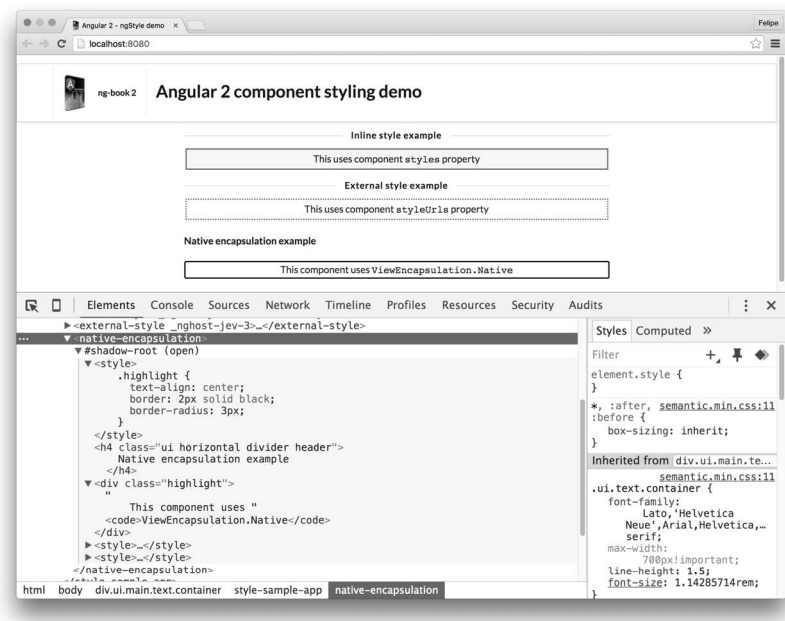 Angular 2 - ngStyle demo ×
Felipe
localhost:8080
ng-book 2
Angular 2 component styling demo
Inline style example
This uses component styles property
External style example
This uses component styleUrls property
Native encapsulation example
This component uses ViewEncapsulation.Native
Elements Console Sources Network Timeline Profiles Resources Security Audits
▶<external-style _nghost-jev-3>…</external-style>
▼<native-encapsulation>
▼#shadow-root (open)
▼<style>
.highlight {
text-align: center;
border: 2px solid black;
border-radius: 3px;
}
</style>
<h4 class="ui horizontal divider header">
Native encapsulation example
</h4>
▼<div class="highlight">
"
This component uses "
<code>ViewEncapsulation.Native</code>
</div>
▶<style>…</style>
▶<style>…</style>
</native-encapsulation>
</style-sample-app>
html body div.ui.main.text.container style-sample-app native-encapsulation
Styles Computed »
Filter
element.style {
}
*, :after, semantic.min.css:11
:before {
box-sizing: inherit;
}
Inherited from div.ui.main.te…
semantic.min.css:11
.ui.text.container {
font-family:
Lato,'Helvetica
Neue',Arial,Helvetica,…
serif;
max-width:
700px!important;
line-height: 1.5;
font-size: 1.14285714rem;
}